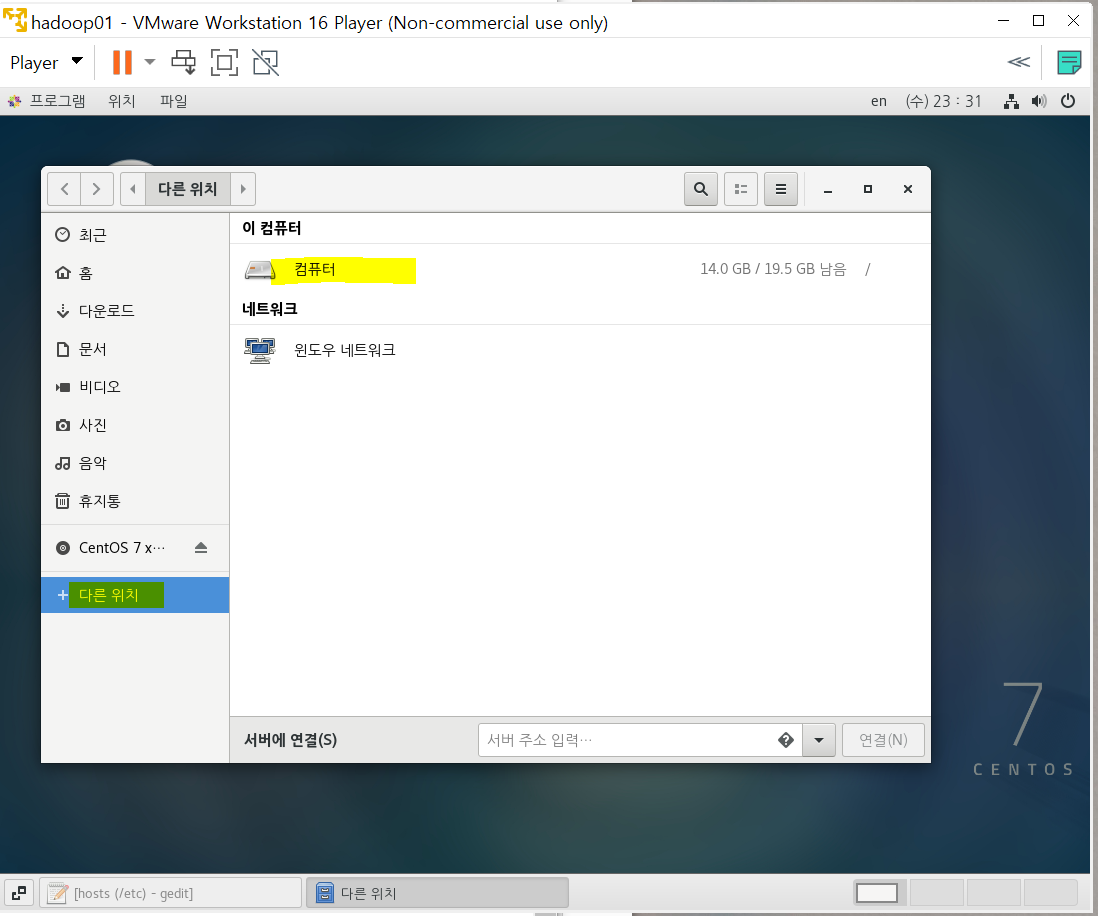 hadoop01 - VMware Workstation 16 Player (Non-commercial use only)
Player
프로그램 위치 파일 en (수) 23 : 31
다른 위치
이 컴퓨터
최근
컴퓨터 14.0 GB / 19.5 GB 남음 /
홈
네트워크
다운로드
윈도우 네트워크
문서
비디오
사진
음악
휴지통
CentOS 7 x…
+ 다른 위치
서버에 연결(S) 서버 주소 입력… 연결(N)
7
CENTOS
[hosts (/etc) - gedit] 다른 위치